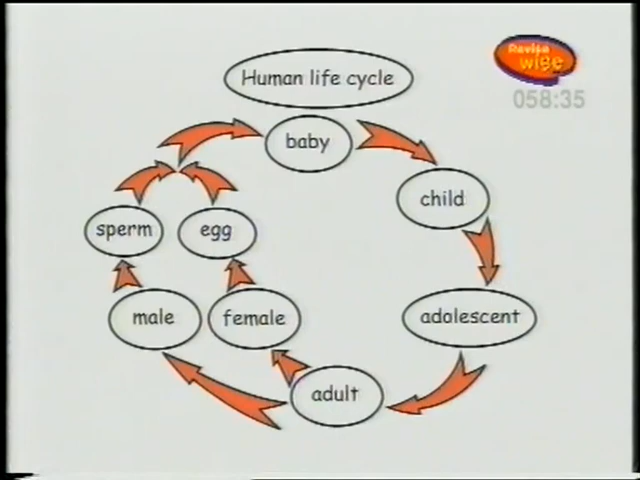 Human life cycle
Revise
wise
058:35
baby
child
sperm
egg
male
female
adolescent
adult